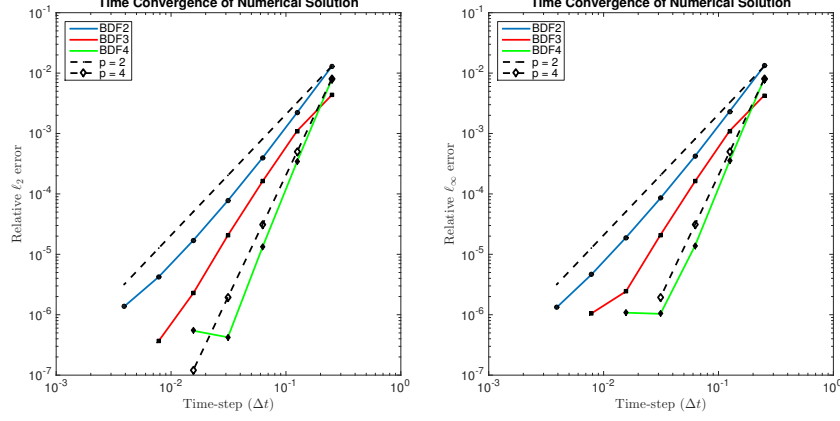 Time Convergence of Numerical Solution
BDF2
BDF3
BDF4
p = 2
p = 4
10^-1
10^-2
10^-3
10^-4
10^-5
10^-6
10^-7
Relative ℓ2 error
10^-3
10^-2
10^-1
10^0
Time-step (Δt)
Time Convergence of Numerical Solution
BDF2
BDF3
BDF4
p = 2
p = 4
10^-1
10^-2
10^-3
10^-4
10^-5
10^-6
10^-7
Relative ℓ∞ error
10^-3
10^-2
10^-1
10^0
Time-step (Δt)